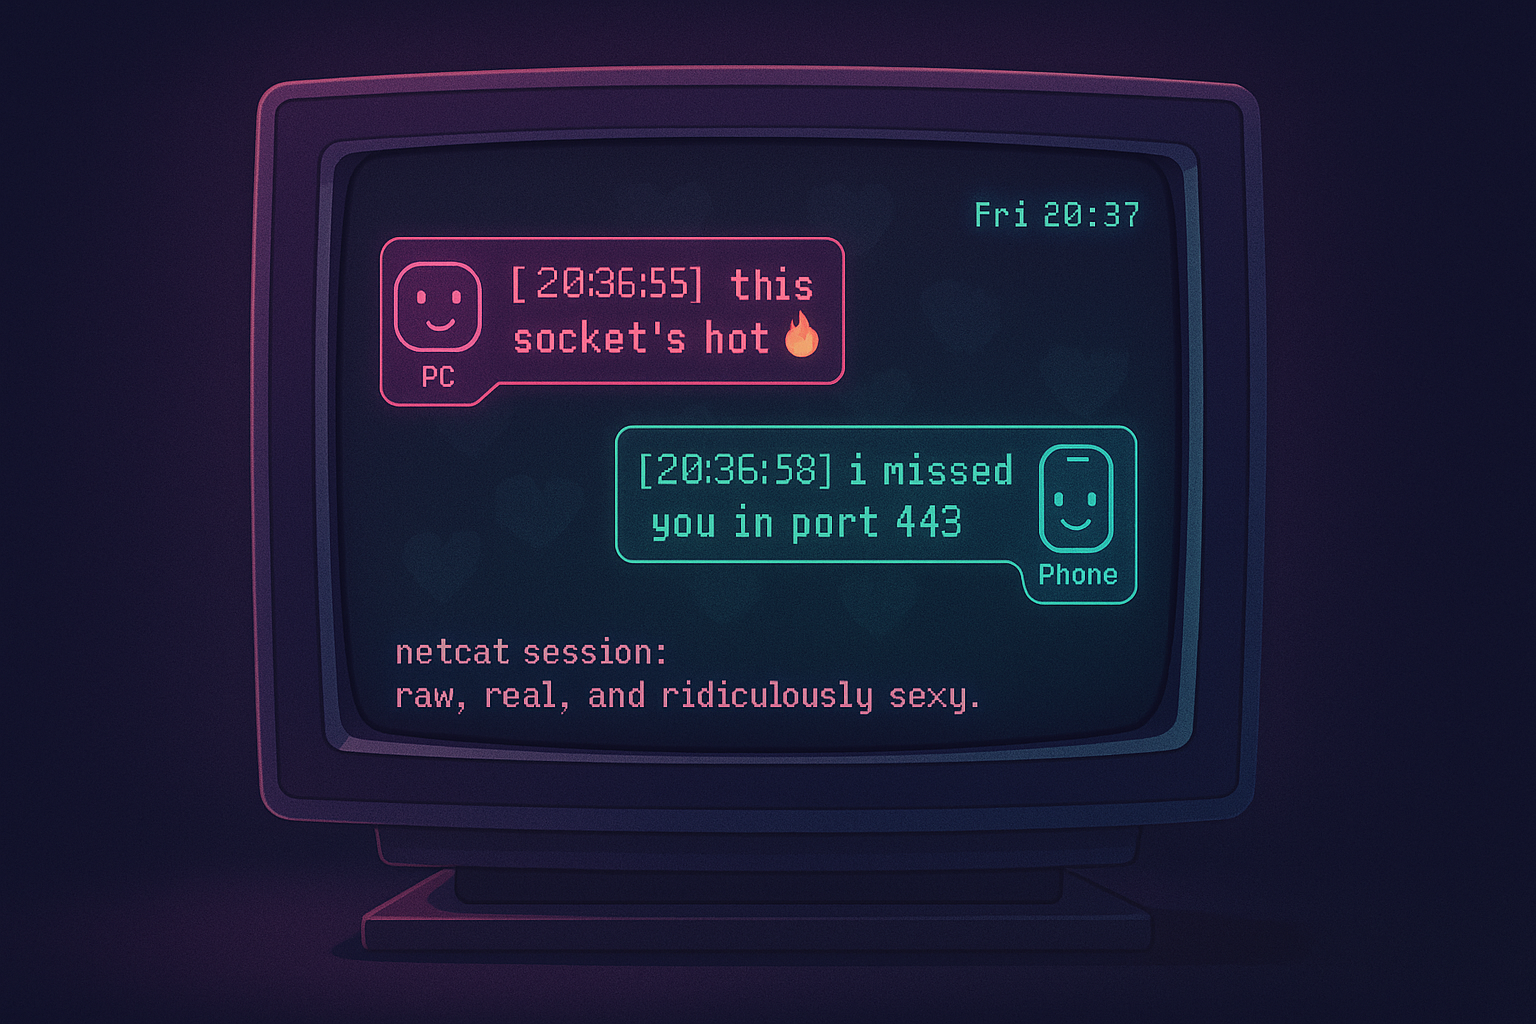 Fri 20:37
[20:36:55] this
socket's hot🔥
PC
[20:36:58] i missed
you in port 443
Phone
netcat session:
raw, real, and ridiculously sexy.